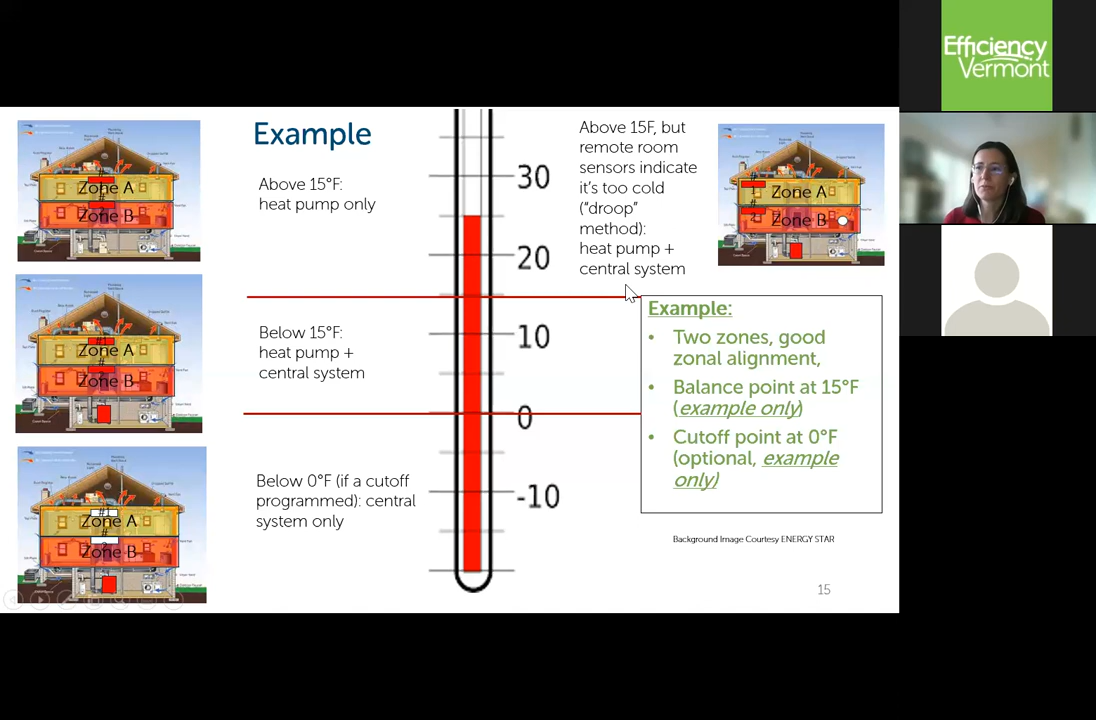 Efficiency
Vermont
Example
Above 15°F:
heat pump only
Below 15°F:
heat pump +
central system
Below 0°F (if a cutoff
programmed): central
system only
30
20
10
0
-10
Above 15F, but
remote room
sensors indicate
it's too cold
("droop"
method):
heat pump +
central system
Example:
• Two zones, good
zonal alignment,
• Balance point at 15°F
(example only)
• Cutoff point at 0°F
(optional, example
only)
Background Image Courtesy ENERGY STAR
15
Zone A
Zone B
Zone A
Zone B
#1
Zone A
#
Zone B
Zone A
Zone B